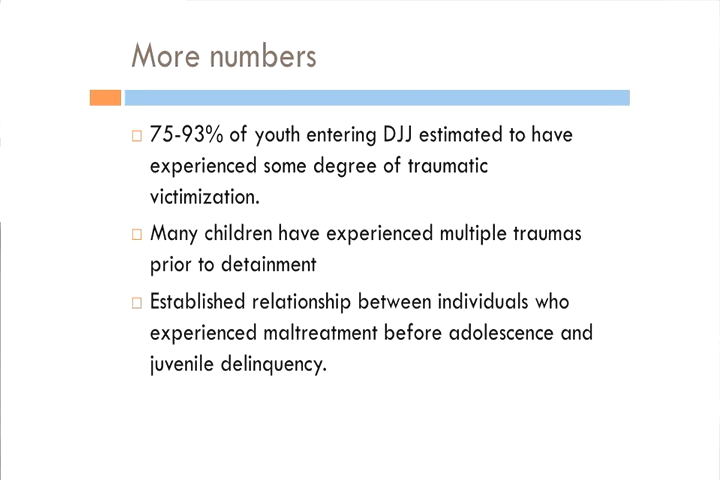 More numbers
75-93% of youth entering DJJ estimated to have
experienced some degree of traumatic
victimization.
Many children have experienced multiple traumas
prior to detainment
Established relationship between individuals who
experienced maltreatment before adolescence and
juvenile delinquency.